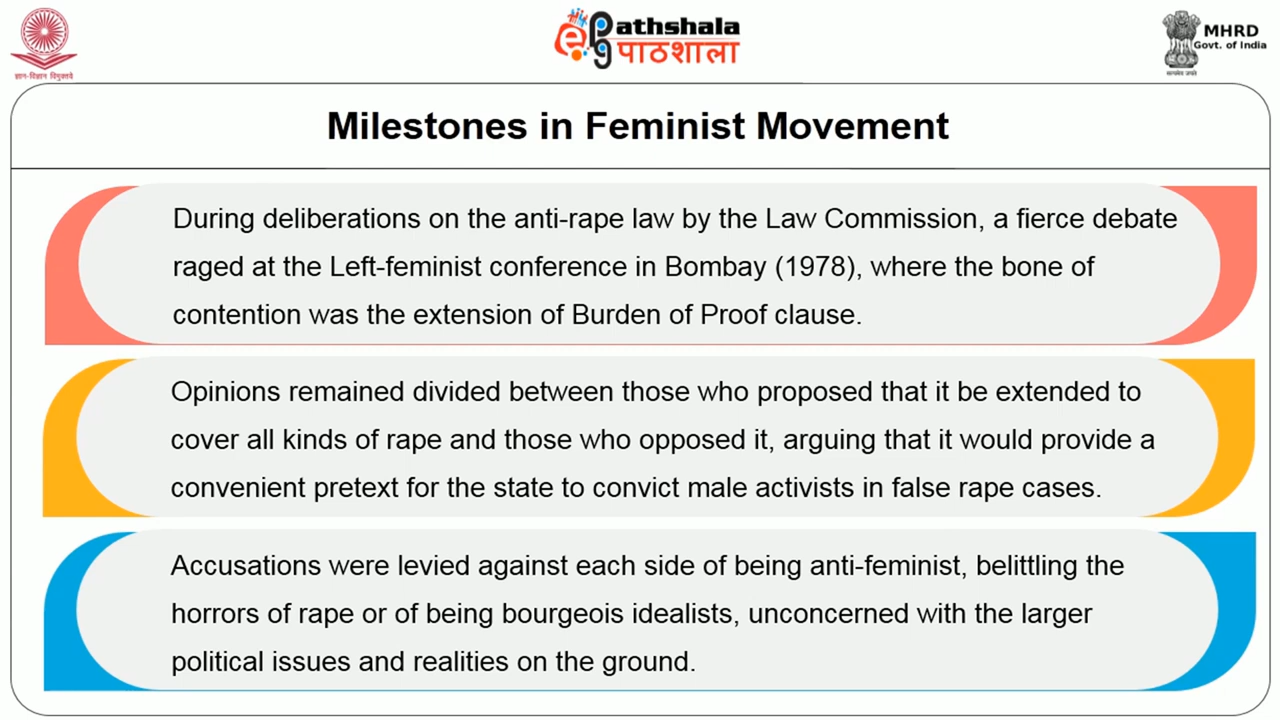 ज्ञान-विज्ञान विमुक्तये
e Pg Pathshala
पाठशाला
MHRD
Govt. of India
सत्यमेव जयते
Milestones in Feminist Movement
During deliberations on the anti-rape law by the Law Commission, a fierce debate
raged at the Left-feminist conference in Bombay (1978), where the bone of
contention was the extension of Burden of Proof clause.
Opinions remained divided between those who proposed that it be extended to
cover all kinds of rape and those who opposed it, arguing that it would provide a
convenient pretext for the state to convict male activists in false rape cases.
Accusations were levied against each side of being anti-feminist, belittling the
horrors of rape or of being bourgeois idealists, unconcerned with the larger
political issues and realities on the ground.